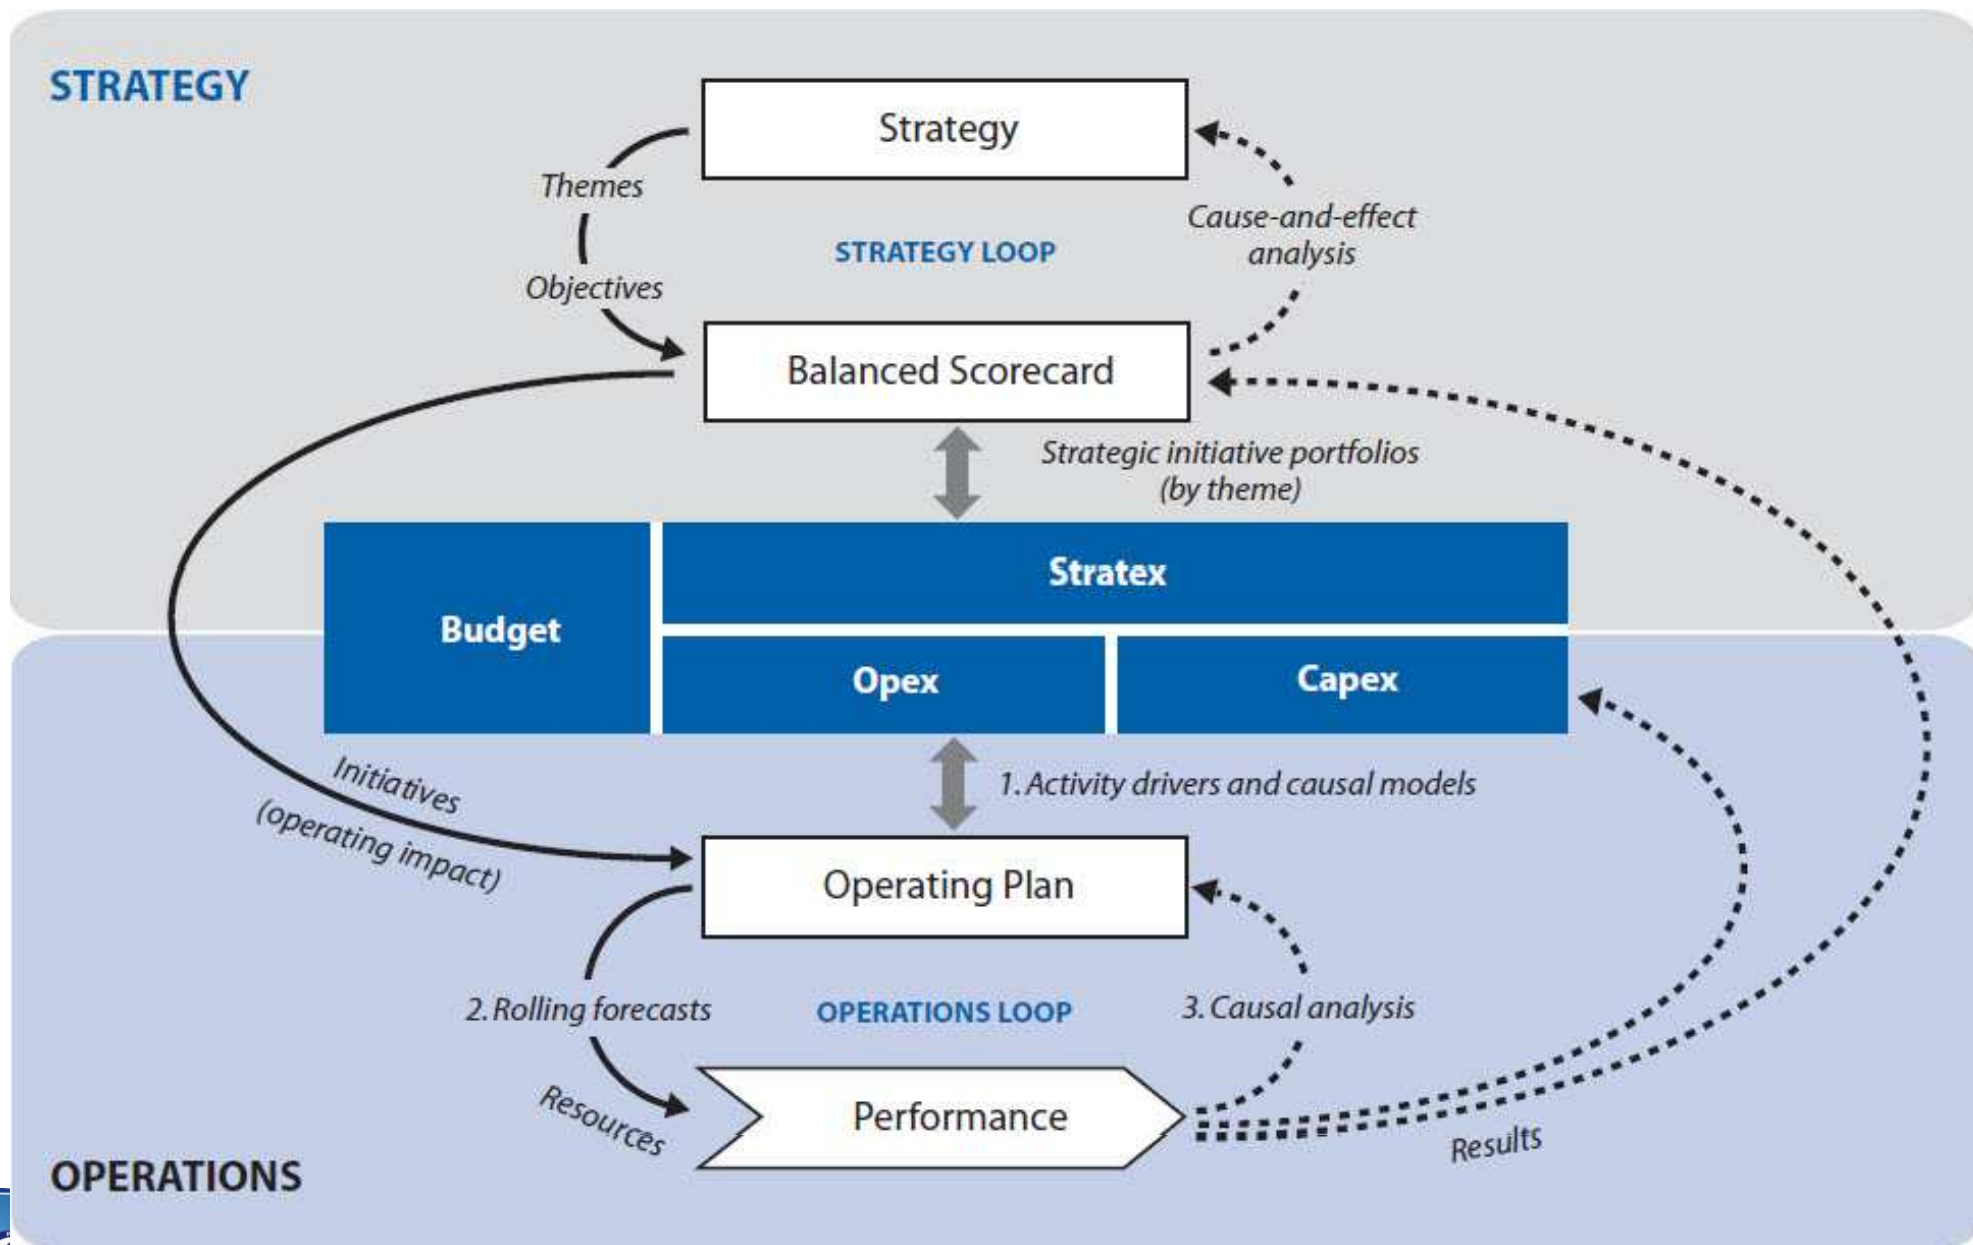 STRATEGY
Strategy
Themes
Cause-and-effect
analysis
STRATEGY LOOP
Objectives
Balanced Scorecard
Strategic initiative portfolios
(by theme)
Stratex
Budget
Opex
Capex
Initiatives
(operating impact)
1. Activity drivers and causal models
Operating Plan
2. Rolling forecasts
OPERATIONS LOOP
3. Causal analysis
Resources
Performance
Results
OPERATIONS